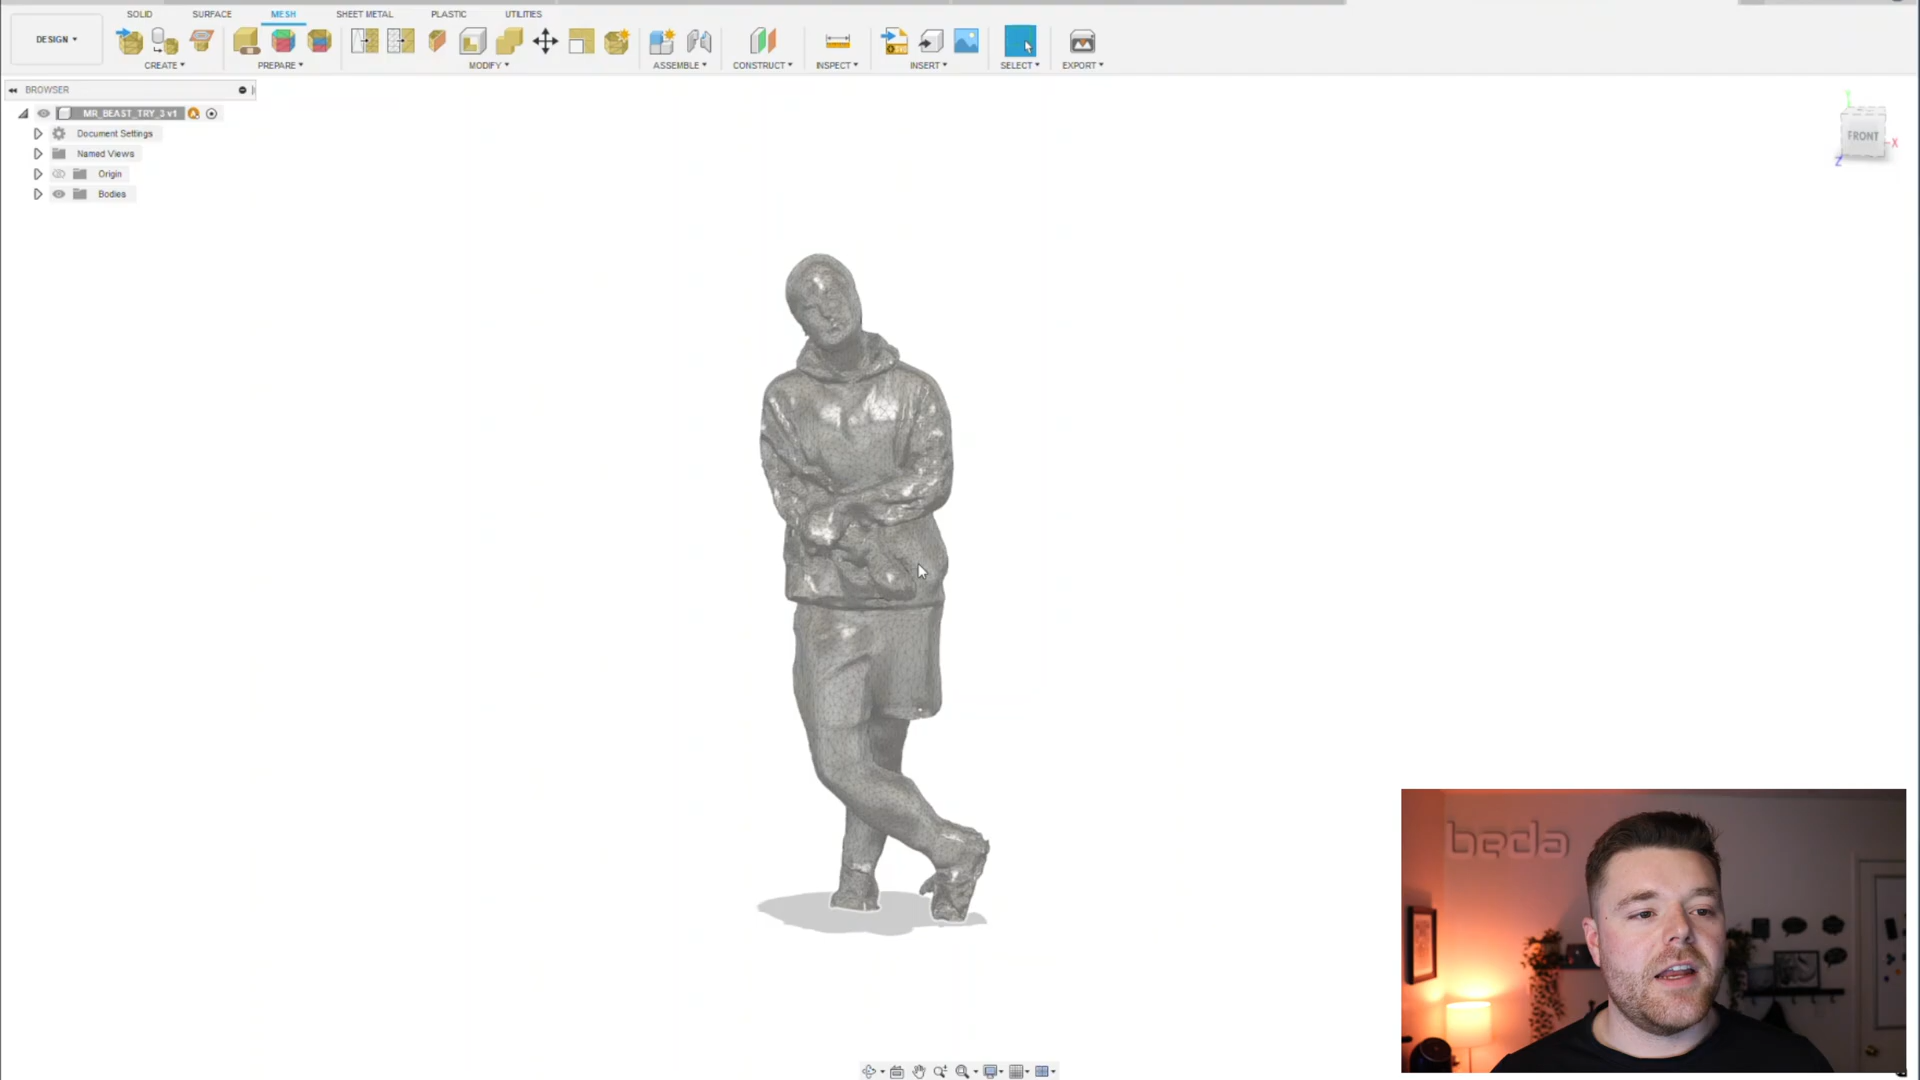 SOLID SURFACE MESH SHEET METAL PLASTIC UTILITIES
DESIGN
CREATE PREPARE MODIFY ASSEMBLE CONSTRUCT INSPECT INSERT SELECT EXPORT
BROWSER
MR_BEAST_TRY_3 v1
Document Settings
Named Views
Origin
Bodies
FRONT
X
Z
beda